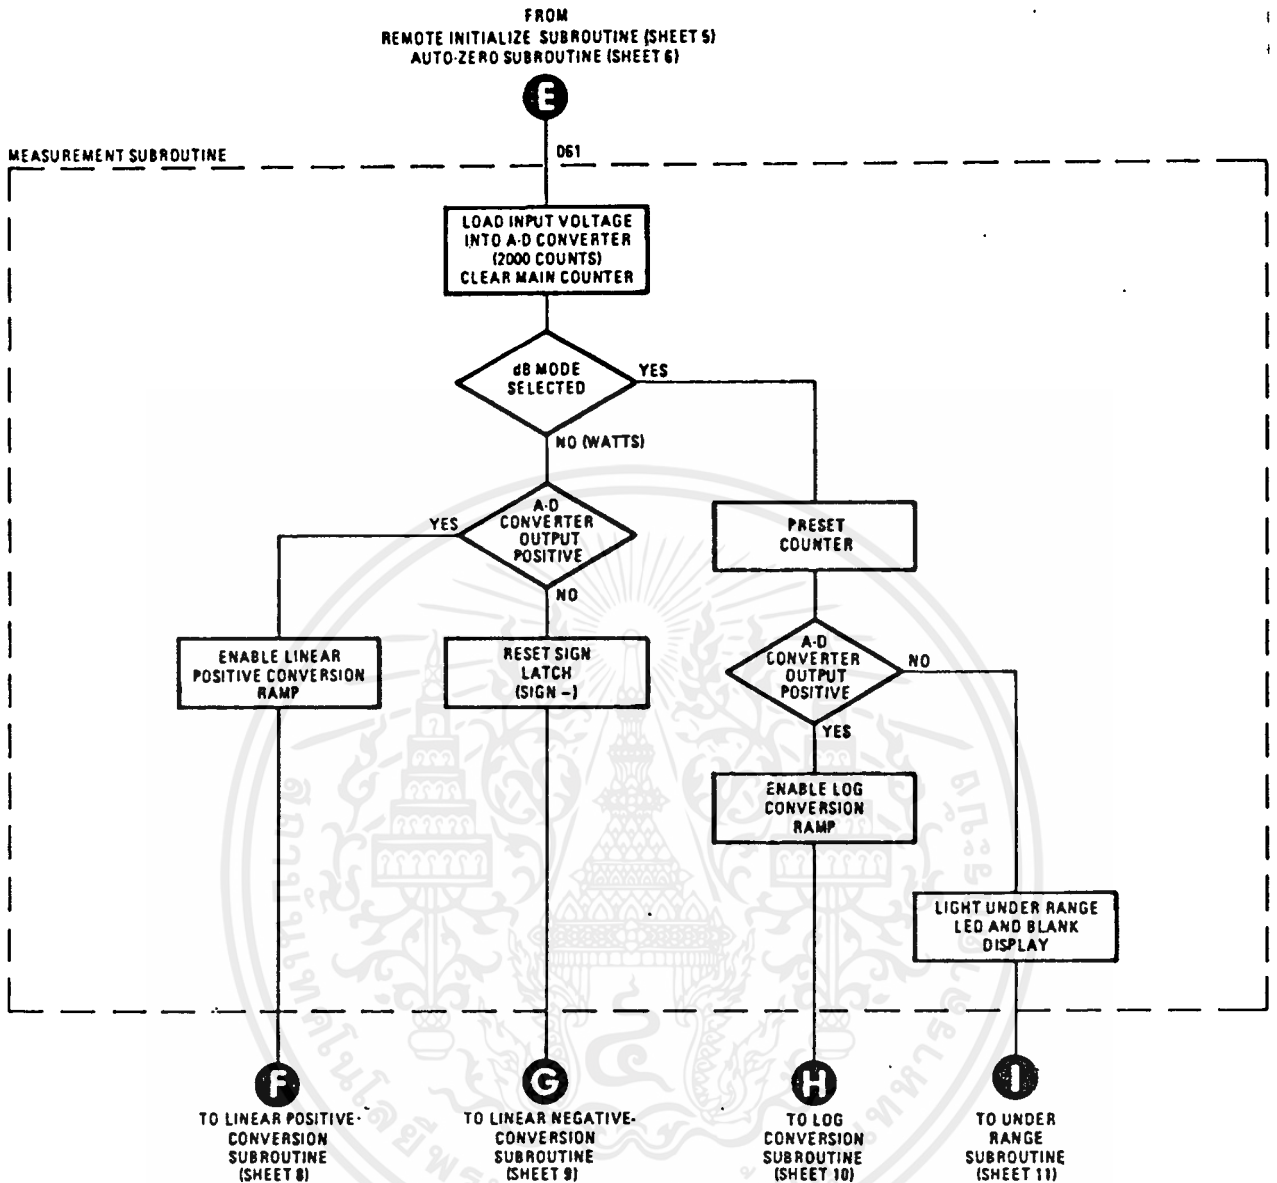 FROM
REMOTE INITIALIZE SUBROUTINE (SHEET 5)
AUTO-ZERO SUBROUTINE (SHEET 6)
E
MEASUREMENT SUBROUTINE
061
LOAD INPUT VOLTAGE
INTO A-D CONVERTER
(2000 COUNTS)
CLEAR MAIN COUNTER
dB MODE
SELECTED
YES
NO (WATTS)
A-D
CONVERTER
OUTPUT
POSITIVE
YES
NO
PRESET
COUNTER
ENABLE LINEAR
POSITIVE CONVERSION
RAMP
RESET SIGN
LATCH
(SIGN –)
A-D
CONVERTER
OUTPUT
POSITIVE
NO
YES
ENABLE LOG
CONVERSION
RAMP
LIGHT UNDER RANGE
LED AND BLANK
DISPLAY
F
TO LINEAR POSITIVE-
CONVERSION
SUBROUTINE
(SHEET 8)
G
TO LINEAR NEGATIVE-
CONVERSION
SUBROUTINE
(SHEET 9)
H
TO LOG
CONVERSION
SUBROUTINE
(SHEET 10)
I
TO UNDER
RANGE
SUBROUTINE
(SHEET 11)